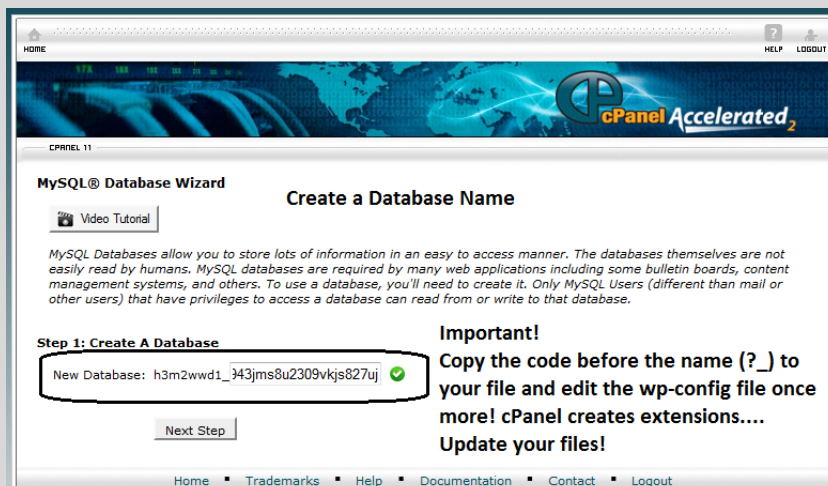 HOME
HELP LOGOUT
cPanel Accelerated2
CPANEL 11
MySQL® Database Wizard
Create a Database Name
Video Tutorial
MySQL Databases allow you to store lots of information in an easy to access manner. The databases themselves are not
easily read by humans. MySQL databases are required by many web applications including some bulletin boards, content
management systems, and others. To use a database, you'll need to create it. Only MySQL Users (different than mail or
other users) that have privileges to access a database can read from or write to that database.
Step 1: Create A Database
New Database: h3m2wwd1_943jms8u2309vkjs827uj
Important!
Copy the code before the name (?_) to
your file and edit the wp-config file once
more! cPanel creates extensions....
Update your files!
Next Step
Home ▪ Trademarks ▪ Help ▪ Documentation ▪ Contact ▪ Logout